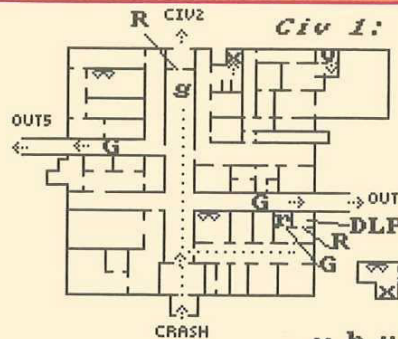 R CIV2 Civ 1:
g
OUT5
G
G OUT
DLP
R
G
X
CRASH